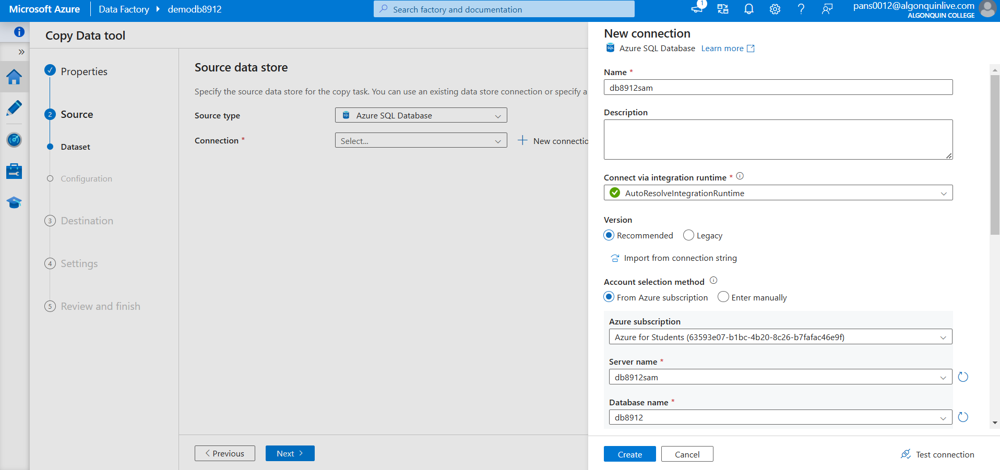 Microsoft Azure
Data Factory
demodb8912
Search factory and documentation
1
pans0012@algonquinlive.com
ALGONQUIN COLLEGE
Copy Data tool
Properties
2 Source
Dataset
Configuration
3 Destination
4 Settings
5 Review and finish
Source data store
Specify the source data store for the copy task. You can use an existing data store connection or specify a
Source type
SQL Azure SQL Database
Connection *
Select...
New connectio
Previous
Next
New connection
SQL Azure SQL Database Learn more
Name *
db8912sam
Description
Connect via integration runtime *
AutoResolveIntegrationRuntime
Version
Recommended Legacy
Import from connection string
Account selection method
From Azure subscription Enter manually
Azure subscription
Azure for Students (63593e07-b1bc-4b20-8c26-b7fafac46e9f)
Server name *
db8912sam
Database name *
db8912
Create
Cancel
Test connection